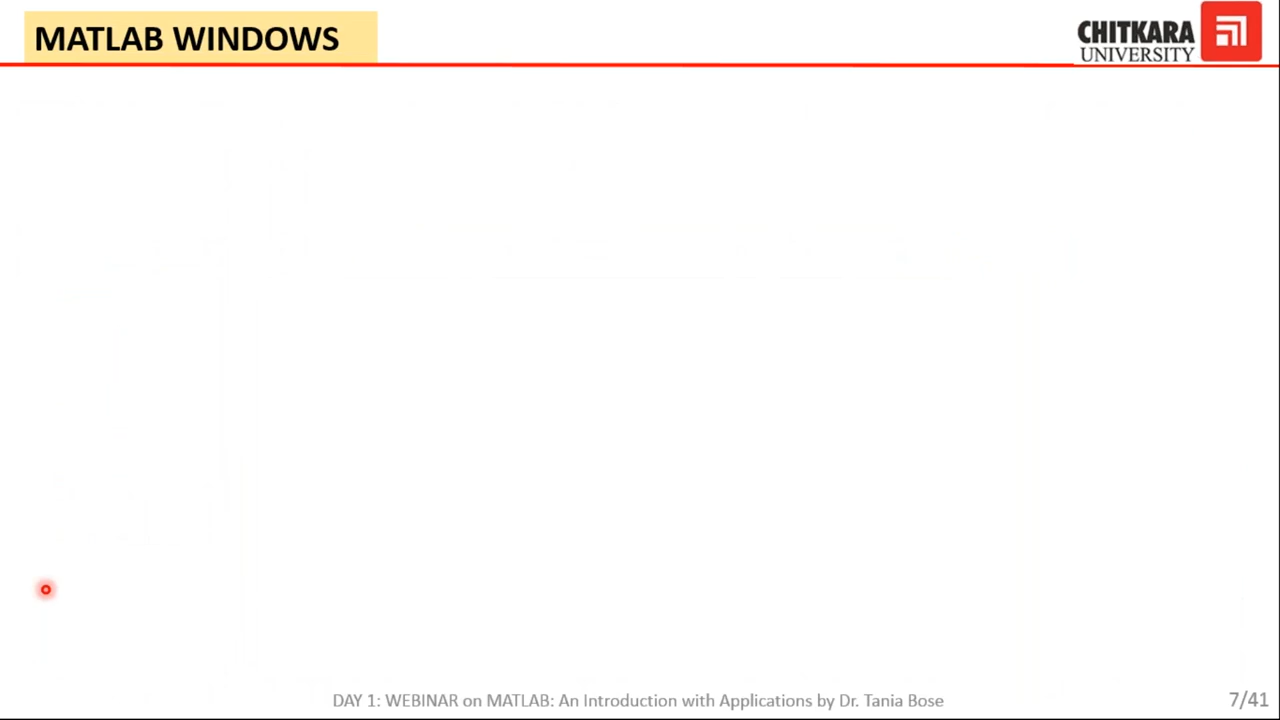 MATLAB WINDOWS
CHITKARA
UNIVERSITY
DAY 1: WEBINAR on MATLAB: An Introduction with Applications by Dr. Tania Bose
7/41